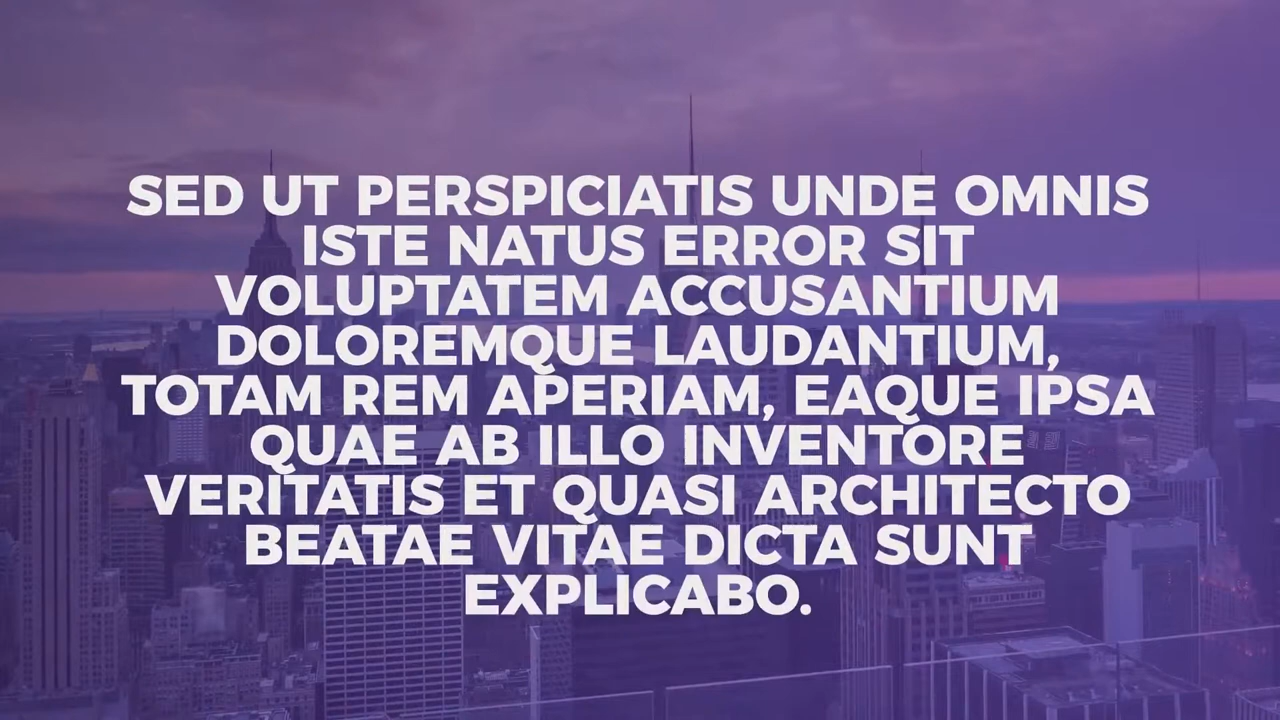 SED UT PERSPICIATIS UNDE OMNIS
ISTE NATUS ERROR SIT
VOLUPTATEM ACCUSANTIUM
DOLOREMQUE LAUDANTIUM,
TOTAM REM APERIAM, EAQUE IPSA
QUAE AB ILLO INVENTORE
VERITATIS ET QUASI ARCHITECTO
BEATAE VITAE DICTA SUNT
EXPLICABO.